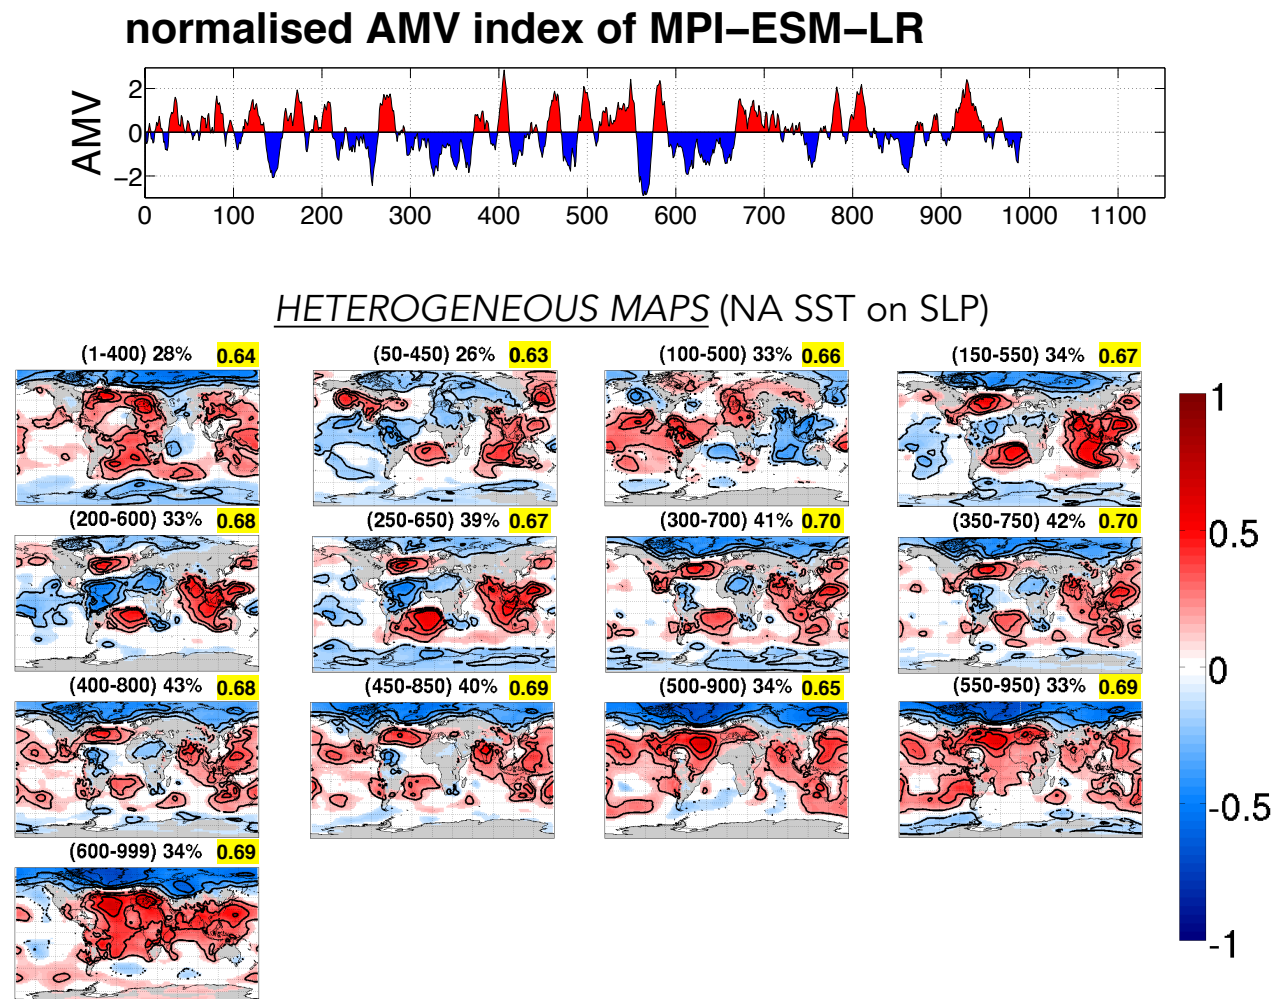 normalised AMV index of MPI−ESM−LR
AMV
2
0
−2
0 100 200 300 400 500 600 700 800 900 1000 1100
HETEROGENEOUS MAPS (NA SST on SLP)
(1-400) 28% 0.64
(50-450) 26% 0.63
(100-500) 33% 0.66
(150-550) 34% 0.67
(200-600) 33% 0.68
(250-650) 39% 0.67
(300-700) 41% 0.70
(350-750) 42% 0.70
(400-800) 43% 0.68
(450-850) 40% 0.69
(500-900) 34% 0.65
(550-950) 33% 0.69
(600-999) 34% 0.69
1
0.5
0
-0.5
-1